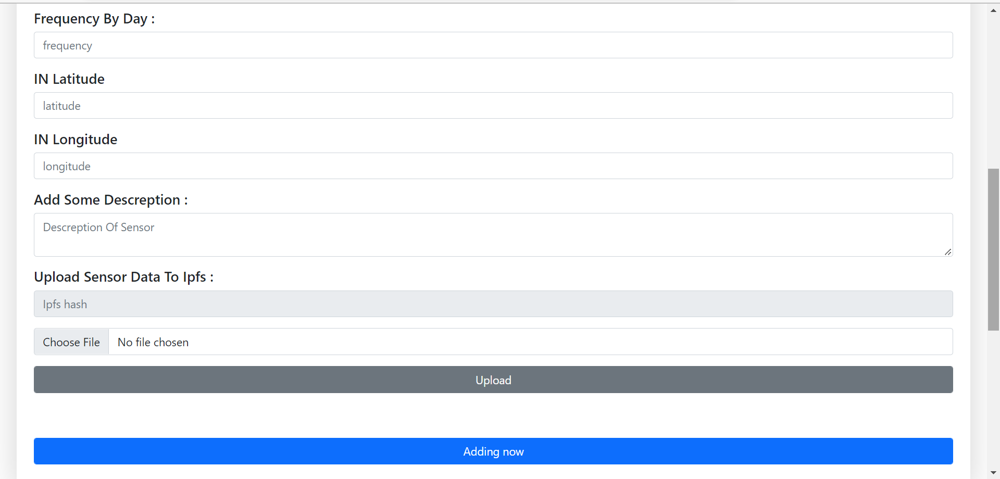 Frequency By Day :
frequency
IN Latitude
latitude
IN Longitude
longitude
Add Some Descreption :
Descreption Of Sensor
Upload Sensor Data To Ipfs :
Ipfs hash
Choose File No file chosen
Upload
Adding now